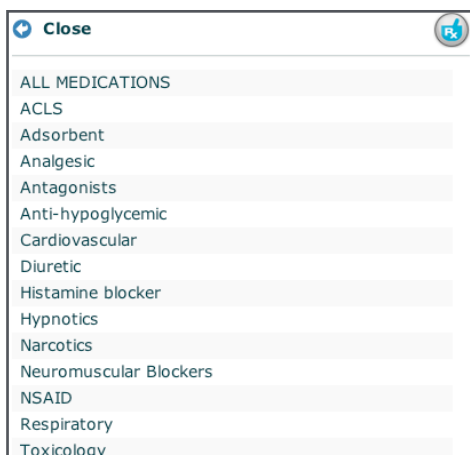 Close
Rx
ALL MEDICATIONS
ACLS
Adsorbent
Analgesic
Antagonists
Anti-hypoglycemic
Cardiovascular
Diuretic
Histamine blocker
Hypnotics
Narcotics
Neuromuscular Blockers
NSAID
Respiratory
Toxicology